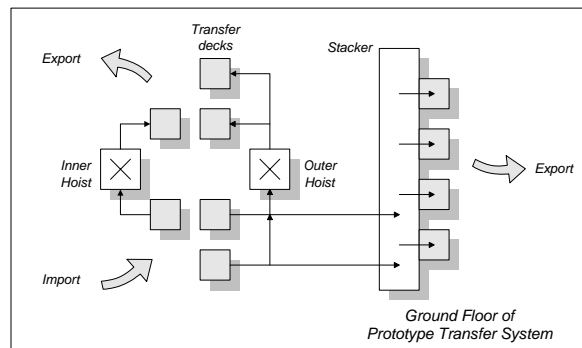 Transfer
decks
Stacker
Export
Inner
Hoist
Outer
Hoist
Export
Import
Ground Floor of
Prototype Transfer System